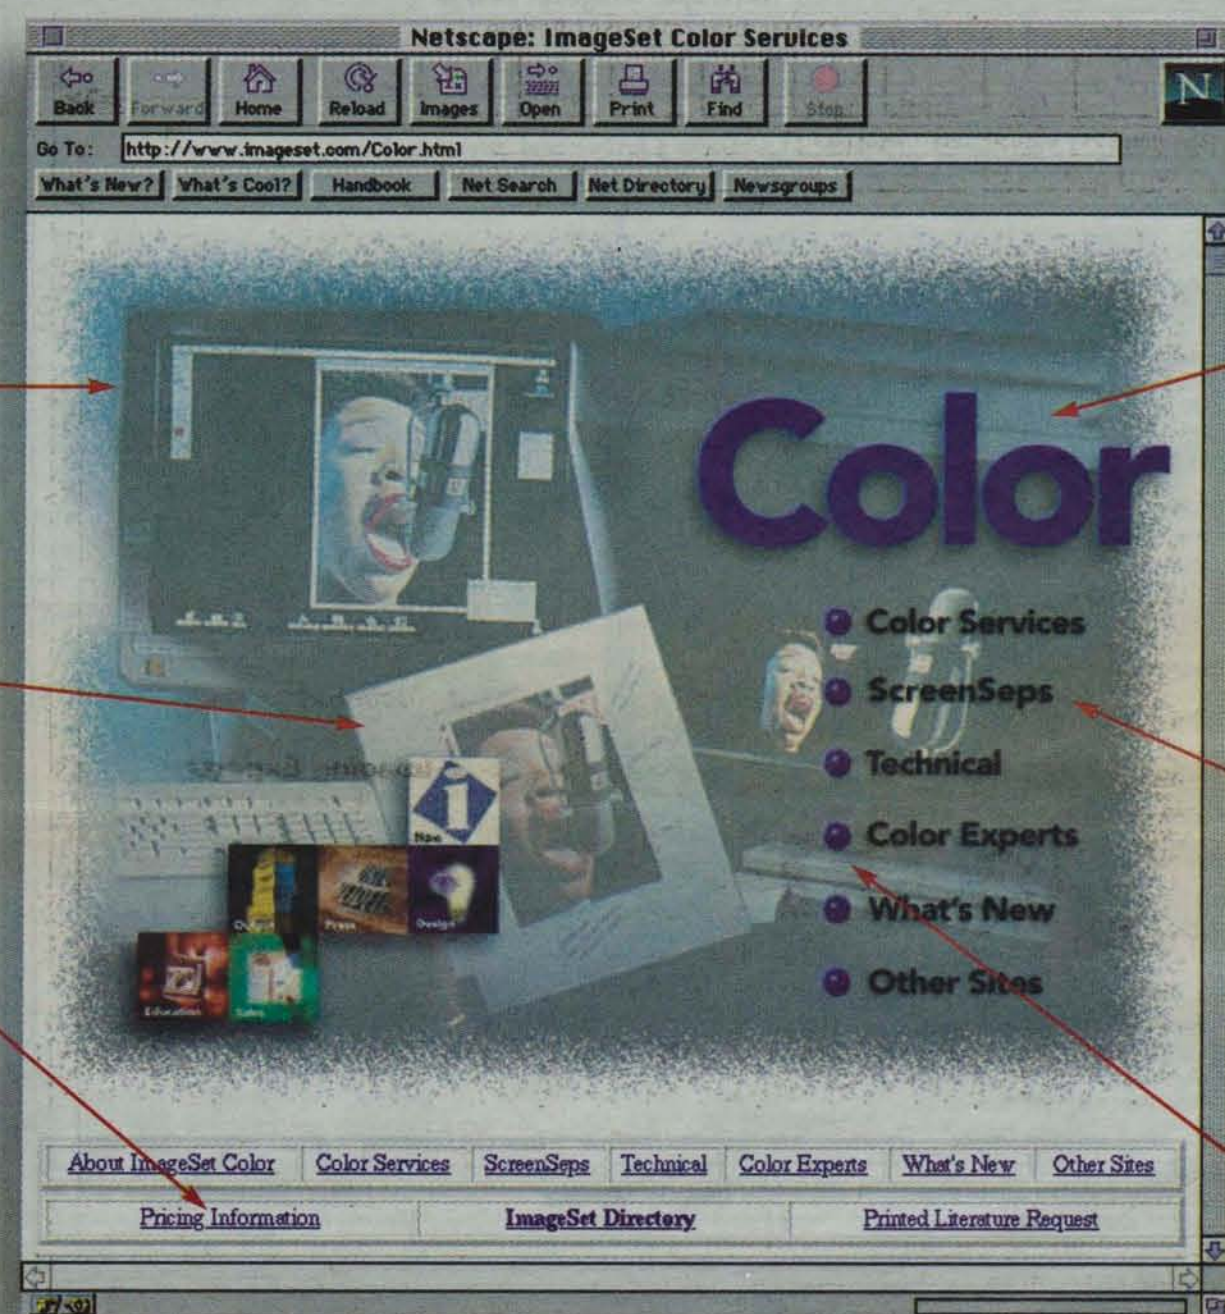 Netscape: ImageSet Color Services
Back Forward Home Reload Images Open Print Find Stop
N
Go To: http://www.imageset.com/Color.html
What's New? What's Cool? Handbook Net Search Net Directory Newsgroups
Color
Color Services
ScreenSeps
Technical
Color Experts
What's New
Other Sites
i
New
Output Press Design
Education Sales
About ImageSet Color Color Services ScreenSeps Technical Color Experts What's New Other Sites
Pricing Information ImageSet Directory Printed Literature Request